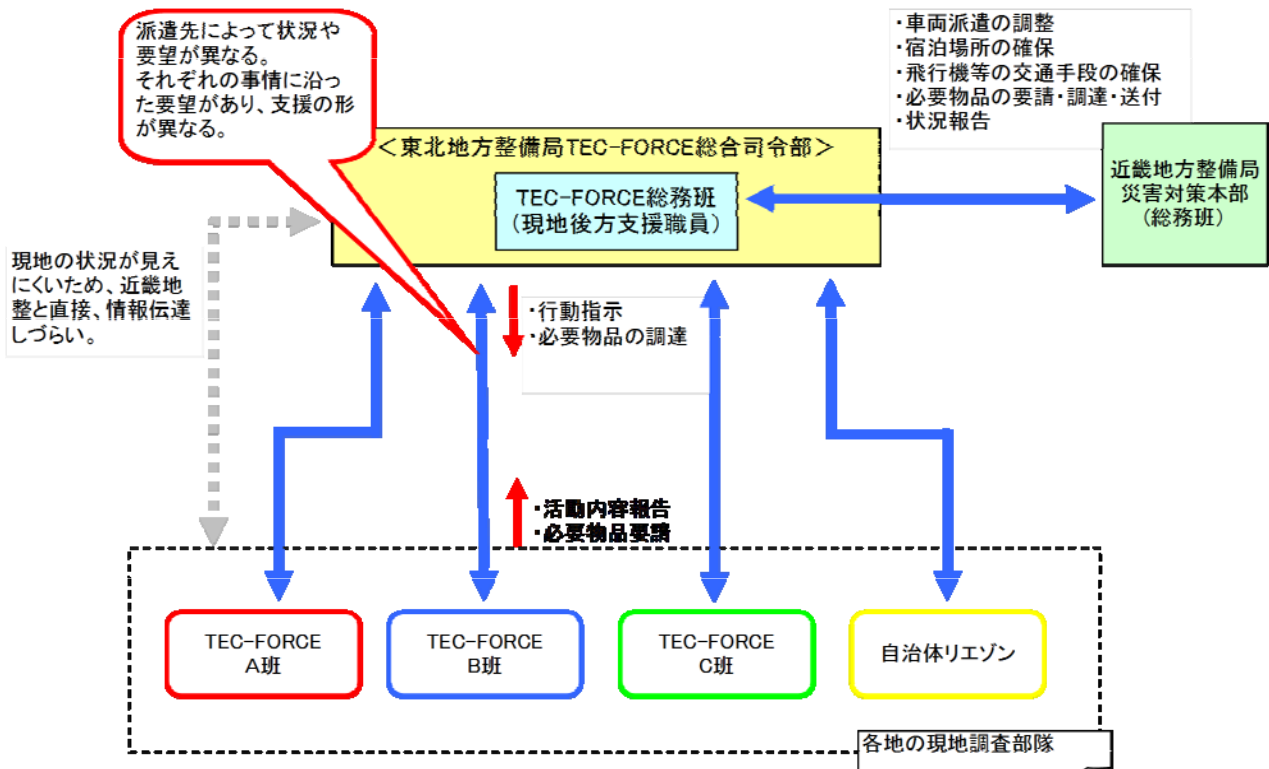 派遣先によって状況や
要望が異なる。
それぞれの事情に沿っ
た要望があり、支援の形
が異なる。
・車両派遣の調整
・宿泊場所の確保
・飛行機等の交通手段の確保
・必要物品の要請・調達・送付
・状況報告
＜東北地方整備局TEC-FORCE総合司令部＞
TEC-FORCE総務班
（現地後方支援職員）
近畿地方整備局
災害対策本部
（総務班）
現地の状況が見え
にくいため、近畿地
整と直接、情報伝達
しづらい。
・行動指示
・必要物品の調達
・活動内容報告
・必要物品要請
TEC-FORCE
A班
TEC-FORCE
B班
TEC-FORCE
C班
自治体リエゾン
各地の現地調査部隊